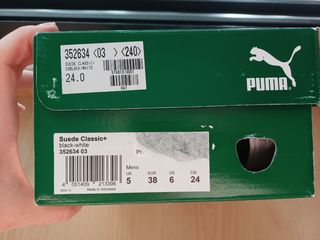 352634 <03 > <240>
SUEDE CLASSIC+
24.0
PUMA
Suede Classic+
black-white
352634 03
Pr.
Mens
UK EUR US CM
5 38 6 24
4 051409 213306
Made in Indonesia